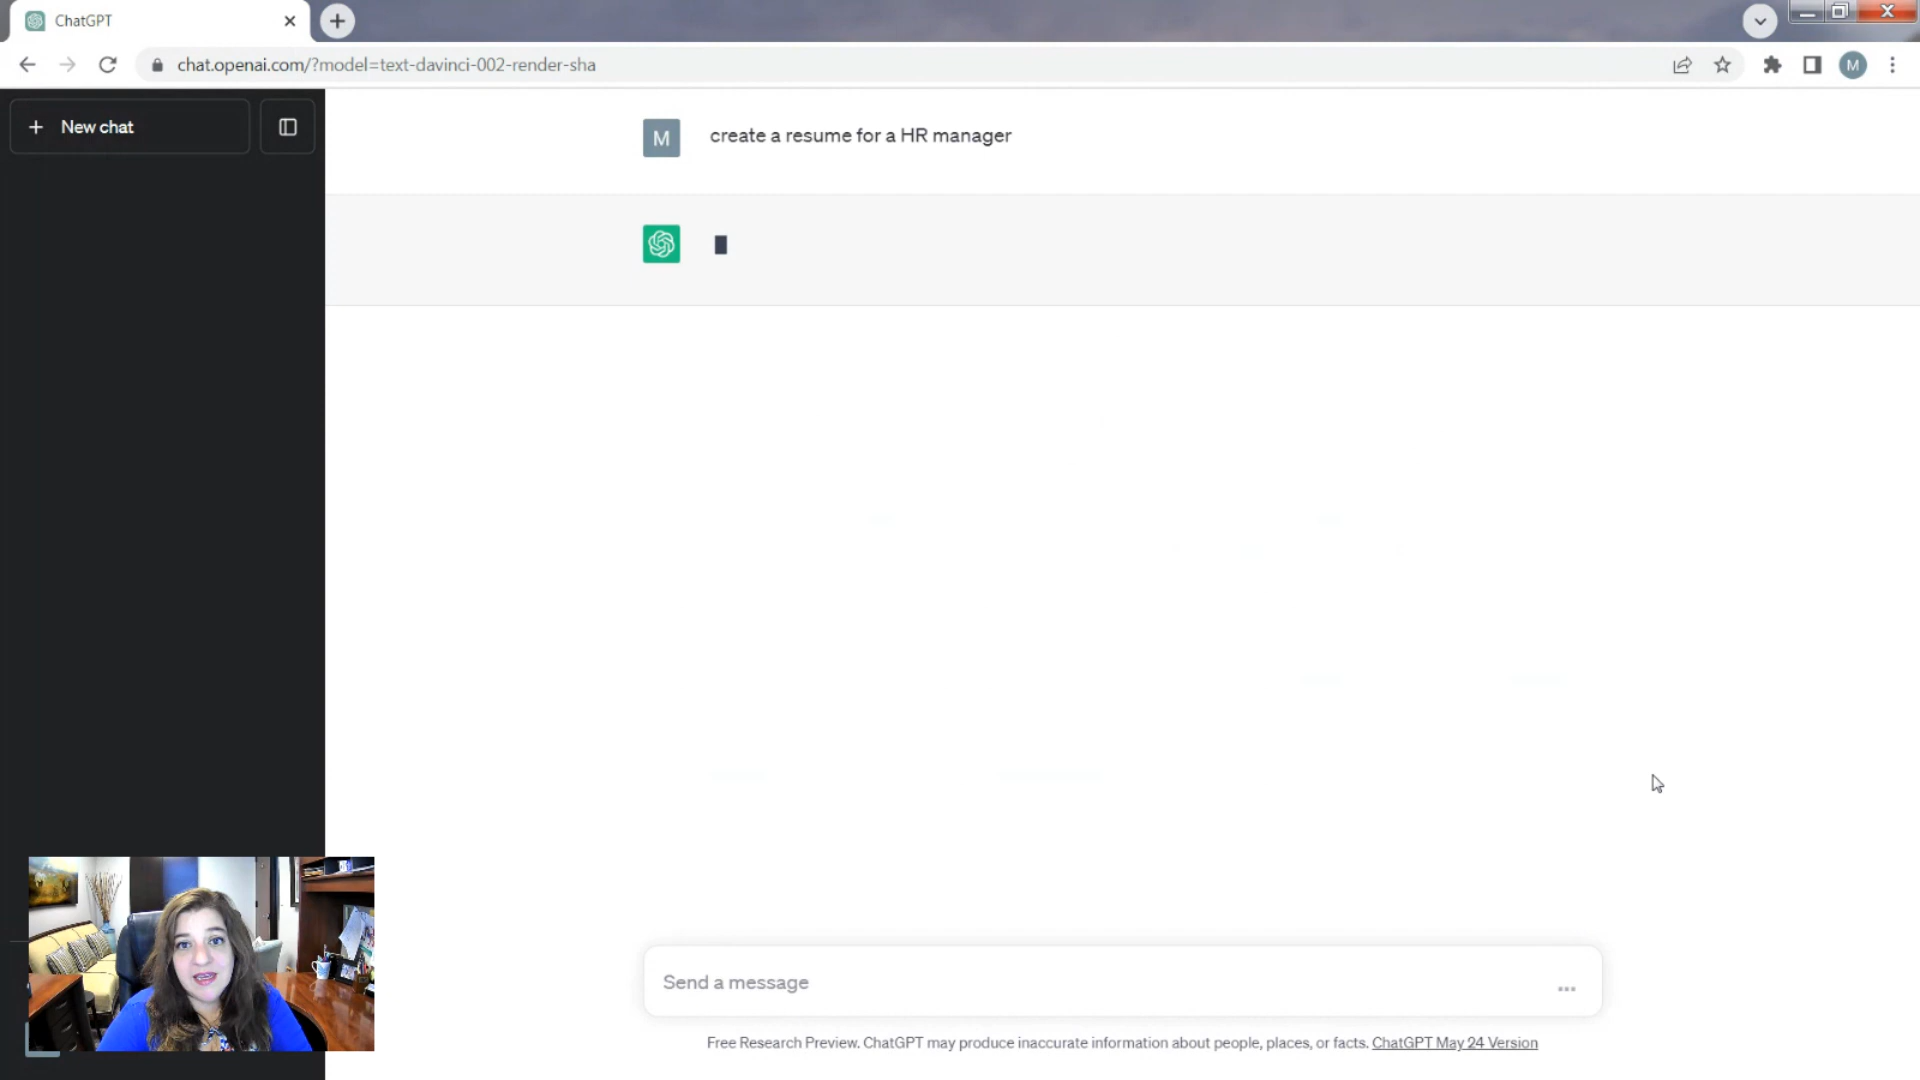 ChatGPT
chat.openai.com/?model=text-davinci-002-render-sha
M
New chat
M
create a resume for a HR manager
Send a message
Free Research Preview. ChatGPT may produce inaccurate information about people, places, or facts. ChatGPT May 24 Version